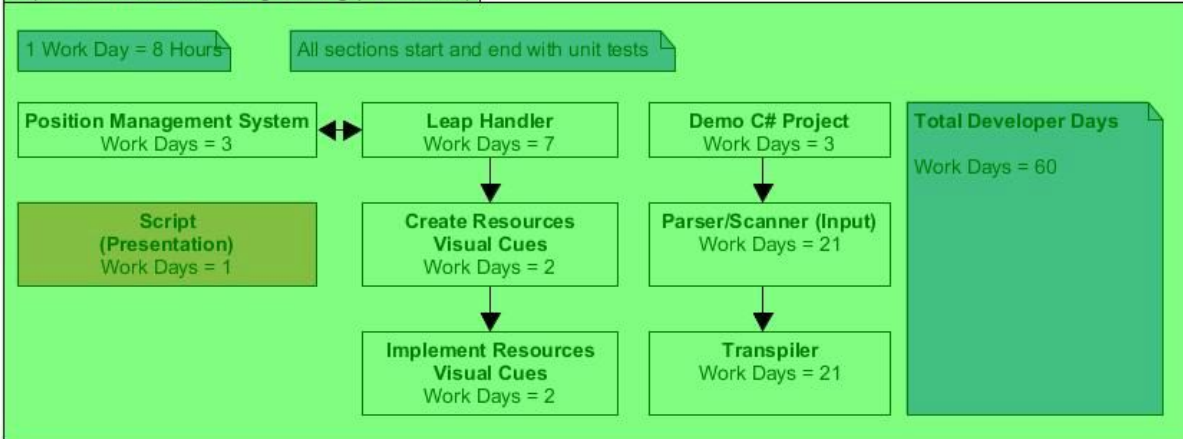 1 Work Day = 8 Hours
All sections start and end with unit tests
Position Management System
Work Days = 3
Leap Handler
Work Days = 7
Demo C# Project
Work Days = 3
Total Developer Days
Work Days = 60
Script
(Presentation)
Work Days = 1
Create Resources
Visual Cues
Work Days = 2
Parser/Scanner (Input)
Work Days = 21
Implement Resources
Visual Cues
Work Days = 2
Transpiler
Work Days = 21